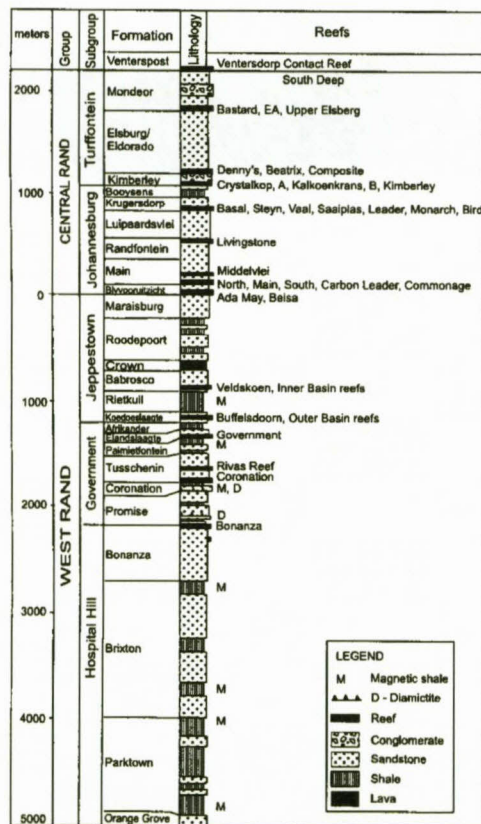 meters Group Subgroup Formation Lithology Reefs
Venterspost Ventersdorp Contact Reef
2000 South Deep
Mondeor
Bastard, EA, Upper Elsberg
Turffontein
Elsburg/
Eldorado
CENTRAL RAND
Denny's, Beatrix, Composite
Kimberley Crystalkop, A, Kalkoenkrans, B, Kimberley
1000 Booysens
Krugersdorp
Basal, Steyn, Vaal, Saaiplas, Leader, Monarch, Bird
Johannesburg
Luipaardsvlei
Livingstone
Randfontein
Middelvlei
Main
North, Main, South, Carbon Leader, Commonage
0 Blyvooruitzicht Ada May, Beisa
Maraisburg
Roodepoort
Jeppestown
Crown
Babrosco
Veldskoen, Inner Basin reefs
1000 Rietkuil M
Koedoeslaagte Buffelsdoorn, Outer Basin reefs
Afrikander
Elandslaagte Government
Palmietfontein M
Government
Tusschenin Rivas Reef
Coronation
2000 Coronation M, D
WEST RAND
Promise D
Bonanza
Bonanza
M
3000
Hospital Hill
Brixton
M
4000 M
Parktown
M
5000 Orange Grove
LEGEND
M Magnetic shale
D - Diamictite
Reef
Conglomerate
Sandstone
Shale
Lava